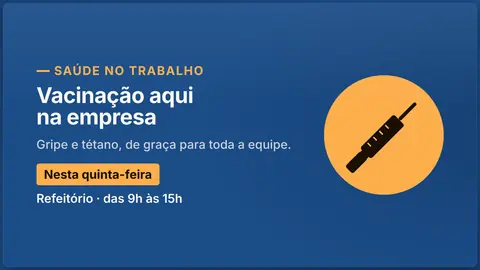 SAÚDE NO TRABALHO
Vacinação aqui
na empresa
Gripe e tétano, de graça para toda a equipe.
Nesta quinta-feira
Refeitório · das 9h às 15h